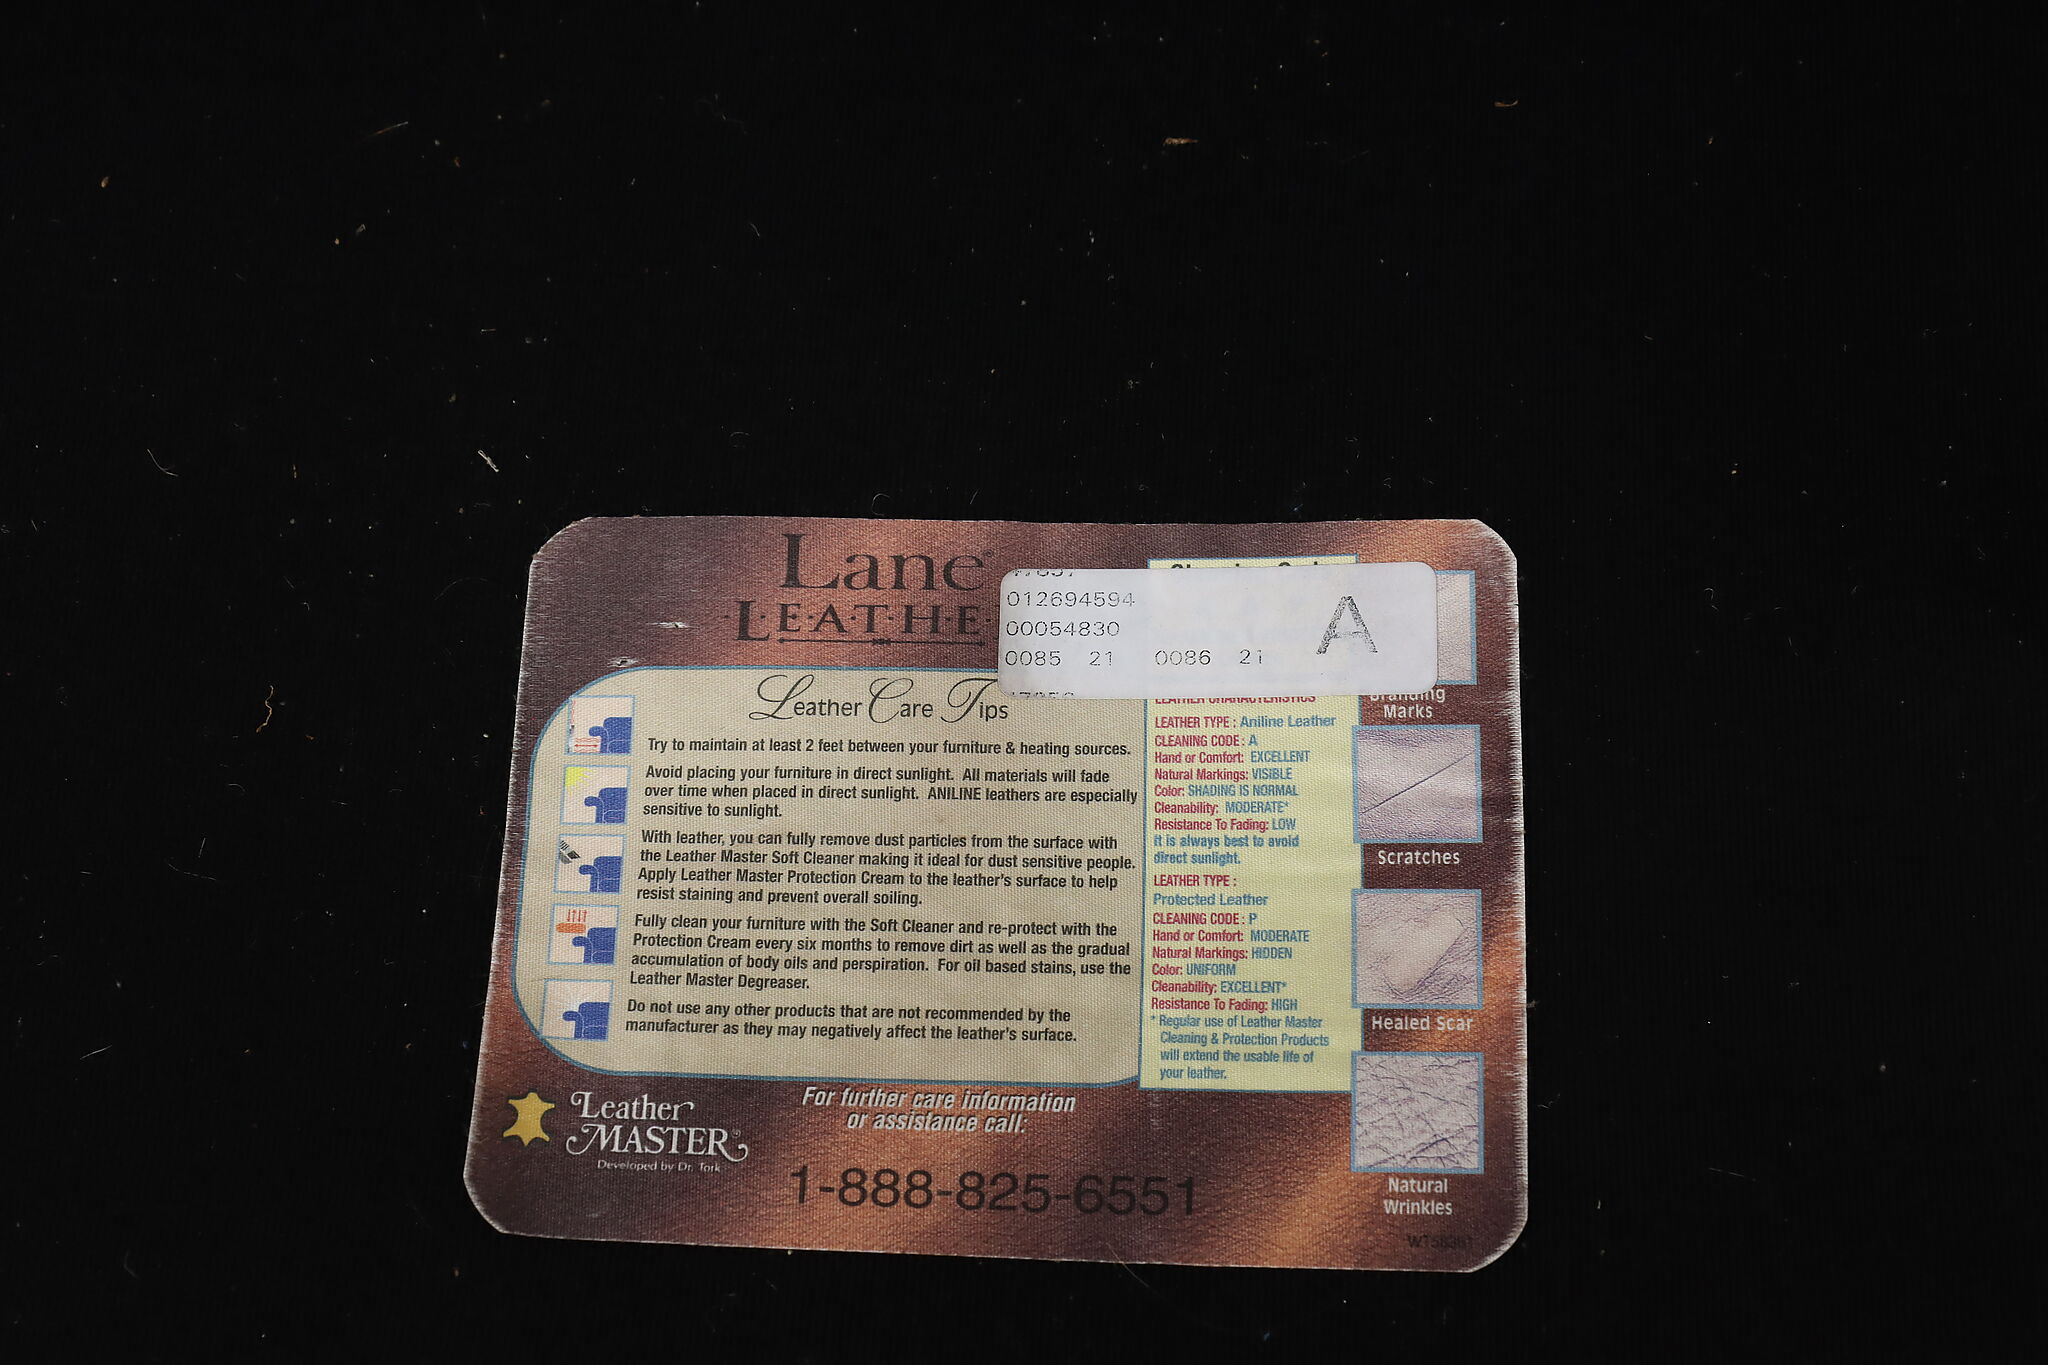 Lane
LEATHE
012694594
00054830
0085 21 0086 21
A
Leather Care Tips
Try to maintain at least 2 feet between your furniture & heating sources.
Avoid placing your furniture in direct sunlight. All materials will fade
over time when placed in direct sunlight. ANILINE leathers are especially
sensitive to sunlight.
With leather, you can fully remove dust particles from the surface with
the Leather Master Soft Cleaner making it ideal for dust sensitive people.
Apply Leather Master Protection Cream to the leather's surface to help
resist staining and prevent overall soiling.
Fully clean your furniture with the Soft Cleaner and re-protect with the
Protection Cream every six months to remove dirt as well as the gradual
accumulation of body oils and perspiration. For oil based stains, use the
Leather Master Degreaser.
Do not use any other products that are not recommended by the
manufacturer as they may negatively affect the leather's surface.
LEATHER CHARACTERISTICS
LEATHER TYPE : Aniline Leather
CLEANING CODE : A
Hand or Comfort: EXCELLENT
Natural Markings: VISIBLE
Color: SHADING IS NORMAL
Cleanability: MODERATE*
Resistance To Fading: LOW
It is always best to avoid
direct sunlight.
LEATHER TYPE :
Protected Leather
CLEANING CODE : P
Hand or Comfort: MODERATE
Natural Markings: HIDDEN
Color: UNIFORM
Cleanability: EXCELLENT*
Resistance To Fading: HIGH
* Regular use of Leather Master
Cleaning & Protection Products
will extend the usable life of
your leather.
Branding
Marks
Scratches
Healed Scar
Natural
Wrinkles
Leather
MASTER®
Developed by Dr. Tork
For further care information
or assistance call:
1-888-825-6551